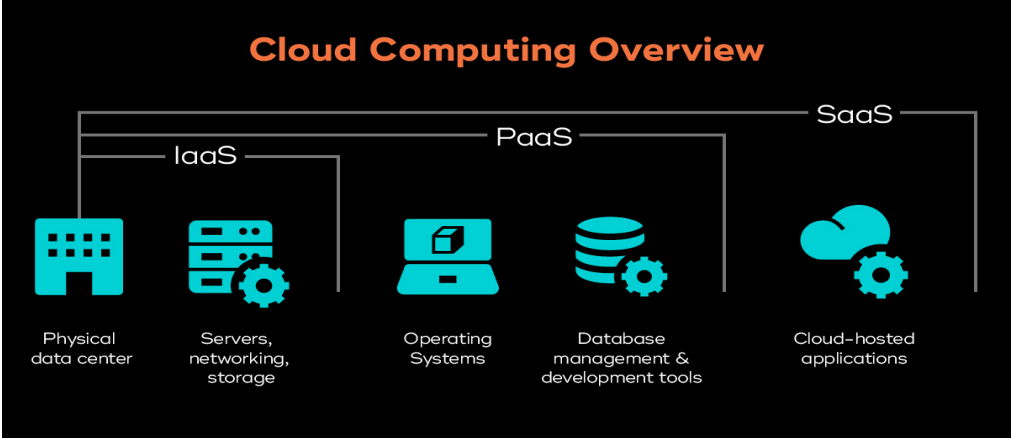 Cloud Computing Overview
SaaS
PaaS
IaaS
Physical
data center
Servers,
networking,
storage
Operating
Systems
Database
management &
development tools
Cloud-hosted
applications